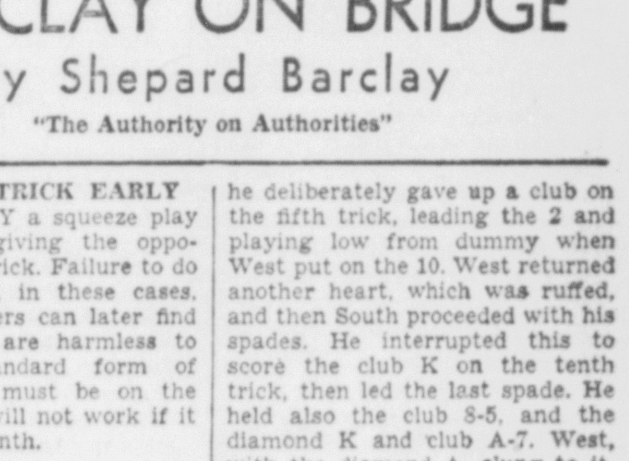 CLAY ON BRIDGE
y Shepard Barclay
"The Authority on Authorities"
TRICK EARLY
Y a squeeze play
giving the oppo-
rick. Failure to do
in these cases,
ers can later find
are harmless to
ndard form of
must be on the
ill not work if it
nth.
he deliberately gave up a club on
the fifth trick, leading the 2 and
playing low from dummy when
West put on the 10. West returned
another heart, which was ruffed,
and then South proceeded with his
spades. He interrupted this to
score the club K on the tenth
trick, then led the last spade. He
held also the club 8-5, and the
diamond K and club A-7. West,